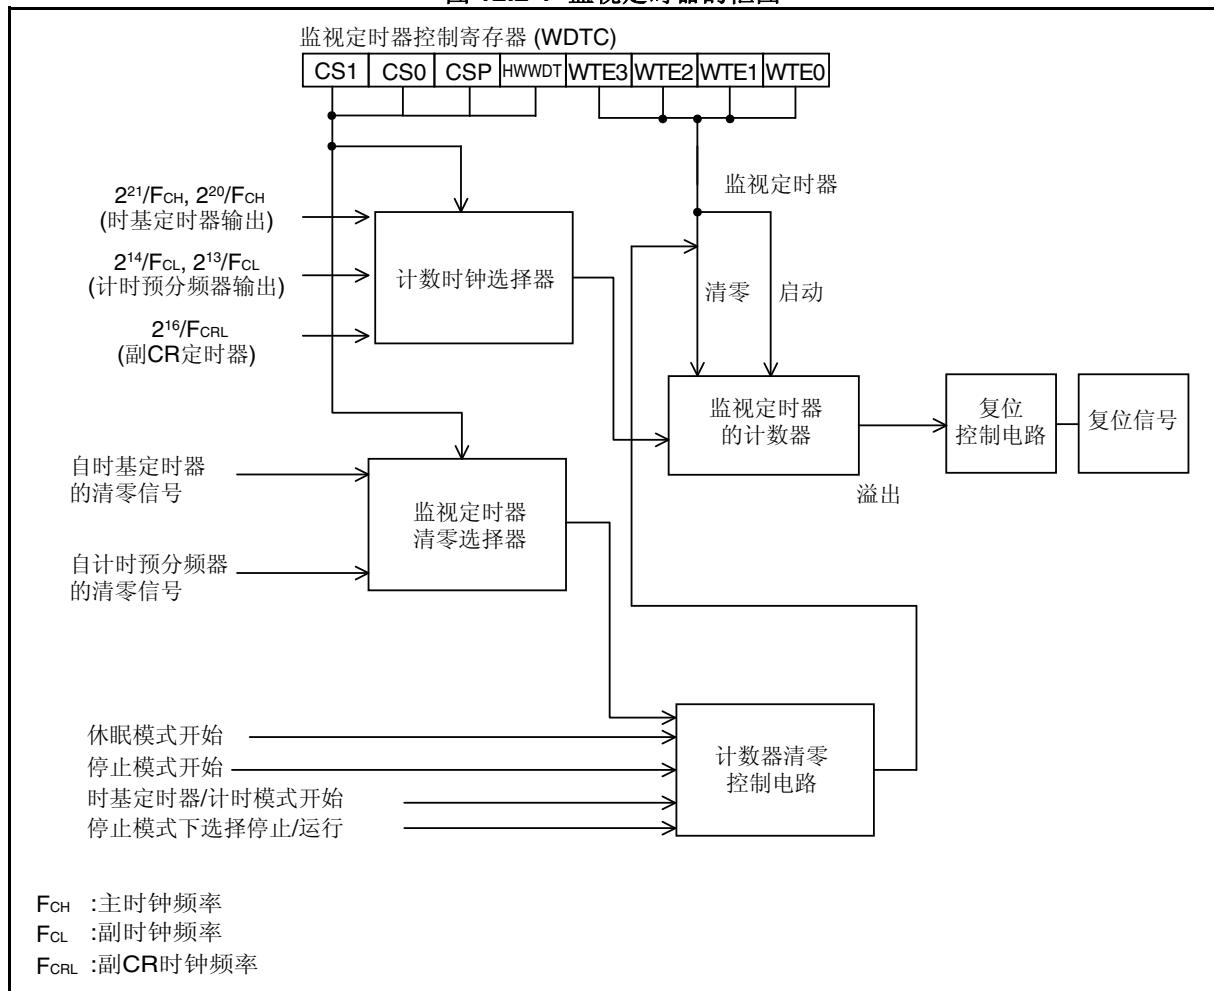 监视定时器控制寄存器 (WDTC)
CS1 CS0 CSP HWWDT WTE3 WTE2 WTE1 WTE0
监视定时器
2²¹/FCH, 2²⁰/FCH
(时基定时器输出)
2¹⁴/FCL, 2¹³/FCL
(计时预分频器输出)
2¹⁶/FCRL
(副CR定时器)
计数时钟选择器
清零
启动
监视定时器
的计数器
复位
控制电路
复位信号
溢出
自时基定时器
的清零信号
自计时预分频器
的清零信号
监视定时器
清零选择器
休眠模式开始
停止模式开始
时基定时器/计时模式开始
停止模式下选择停止/运行
计数器清零
控制电路
FCH :主时钟频率
FCL :副时钟频率
FCRL :副CR时钟频率